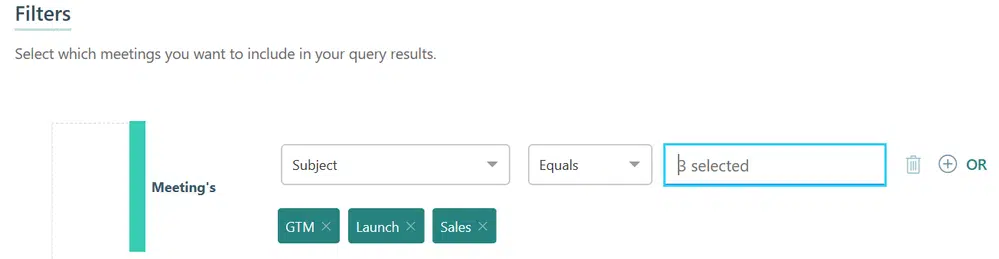 Filters
Select which meetings you want to include in your query results.
Meeting's
Subject
Equals
3 selected
OR
GTM
Launch
Sales